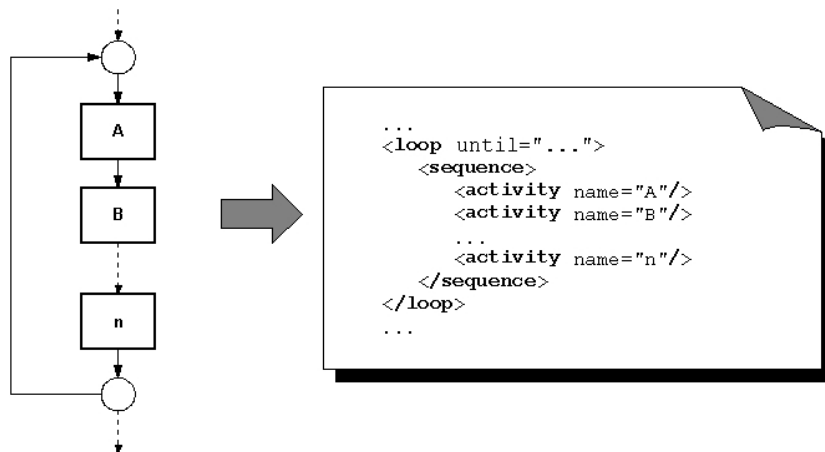 A
B
n
...
<loop until="...">
<sequence>
<activity name="A"/>
<activity name="B"/>
...
<activity name="n"/>
</sequence>
</loop>
...